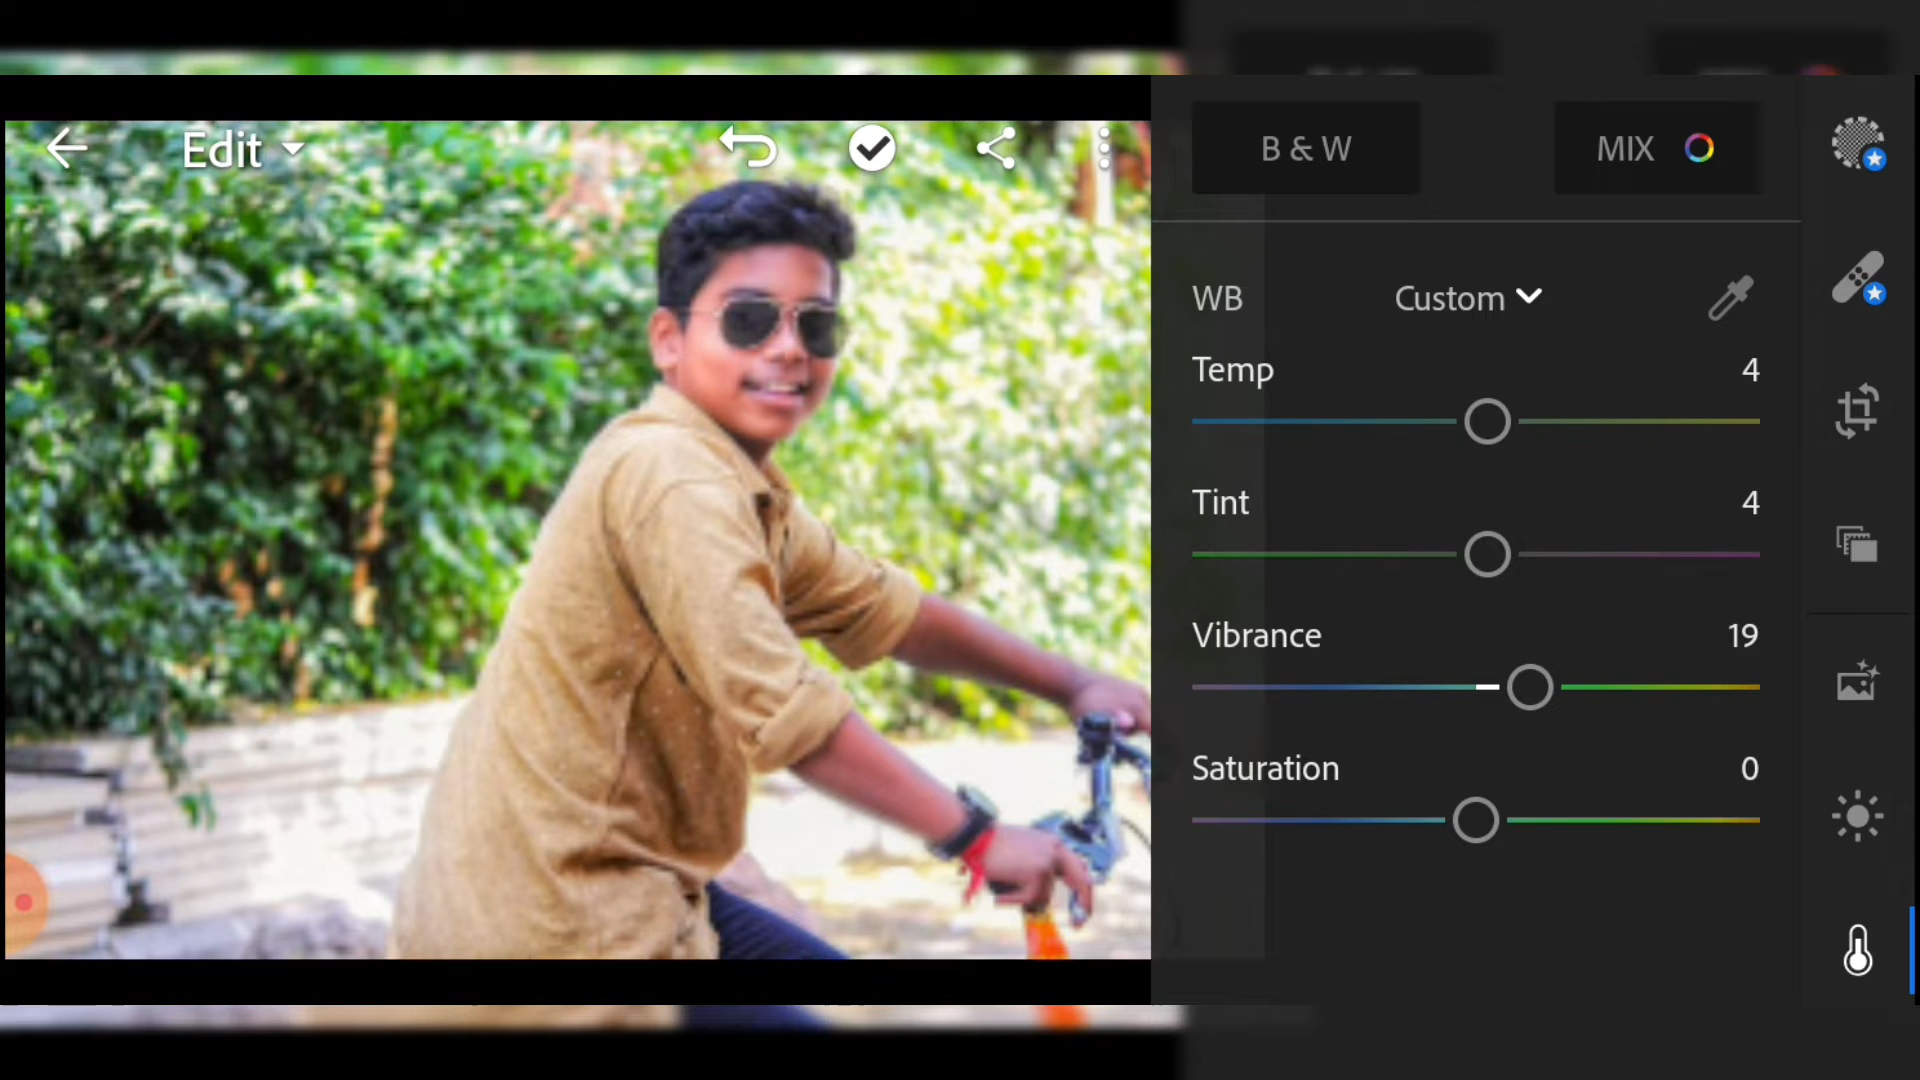 Edit
B & W
MIX
WB
Custom
Temp
4
Tint
4
Vibrance
19
Saturation
0